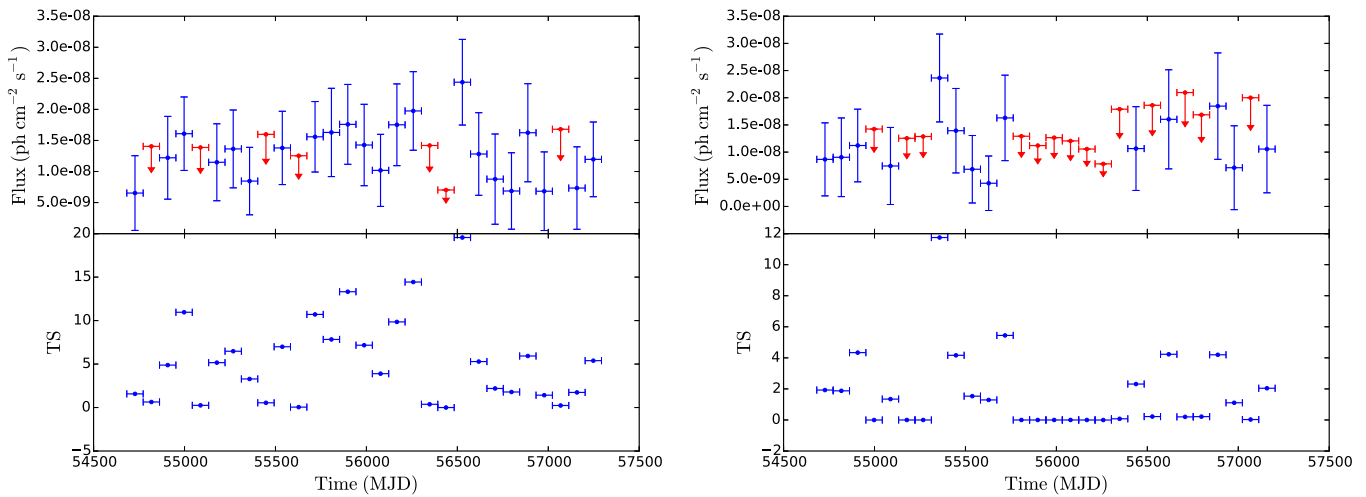 3.5e-08
3.0e-08
2.5e-08
2.0e-08
1.5e-08
1.0e-08
5.0e-09
Flux (ph cm⁻² s⁻¹)
20
15
10
5
0
−5
TS
54500 55000 55500 56000 56500 57000 57500
Time (MJD)
3.5e-08
3.0e-08
2.5e-08
2.0e-08
1.5e-08
1.0e-08
5.0e-09
0.0e+00
Flux (ph cm⁻² s⁻¹)
12
10
8
6
4
2
0
−2
TS
54500 55000 55500 56000 56500 57000 57500
Time (MJD)